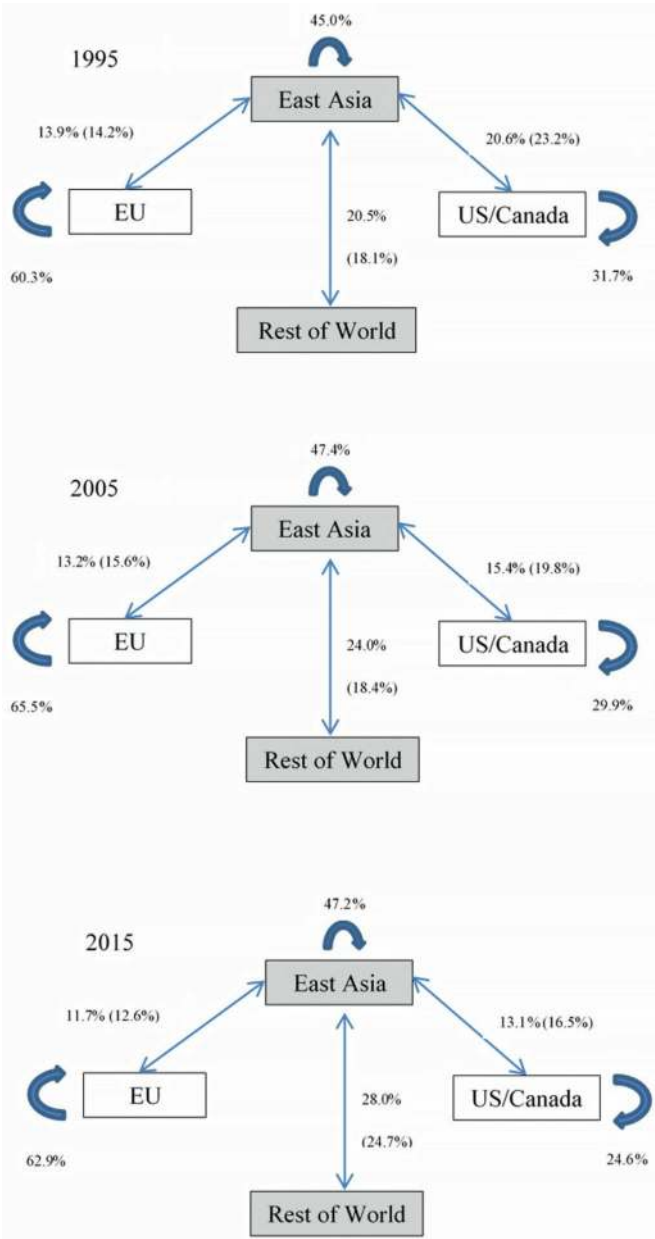 45.0%
1995
East Asia
13.9% (14.2%)
20.6% (23.2%)
EU
20.5%
US/Canada
(18.1%)
60.3%
31.7%
Rest of World
47.4%
2005
East Asia
13.2% (15.6%)
15.4% (19.8%)
EU
24.0%
US/Canada
(18.4%)
65.5%
29.9%
Rest of World
47.2%
2015
East Asia
11.7% (12.6%)
13.1% (16.5%)
EU
28.0%
US/Canada
(24.7%)
62.9%
24.6%
Rest of World